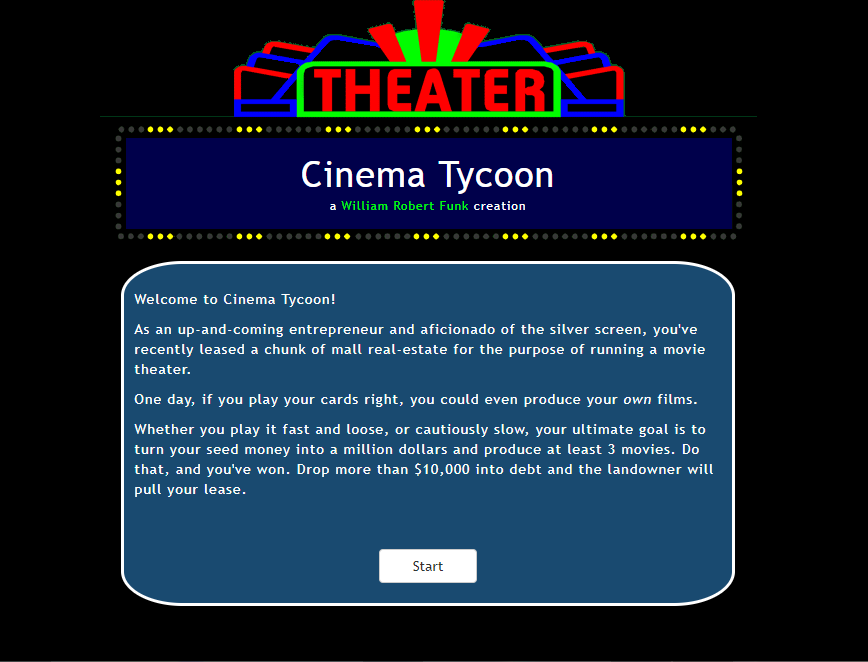 THEATER
Cinema Tycoon
a William Robert Funk creation
Welcome to Cinema Tycoon!
As an up-and-coming entrepreneur and aficionado of the silver screen, you've
recently leased a chunk of mall real-estate for the purpose of running a movie
theater.
One day, if you play your cards right, you could even produce your own films.
Whether you play it fast and loose, or cautiously slow, your ultimate goal is to
turn your seed money into a million dollars and produce at least 3 movies. Do
that, and you've won. Drop more than $10,000 into debt and the landowner will
pull your lease.
Start